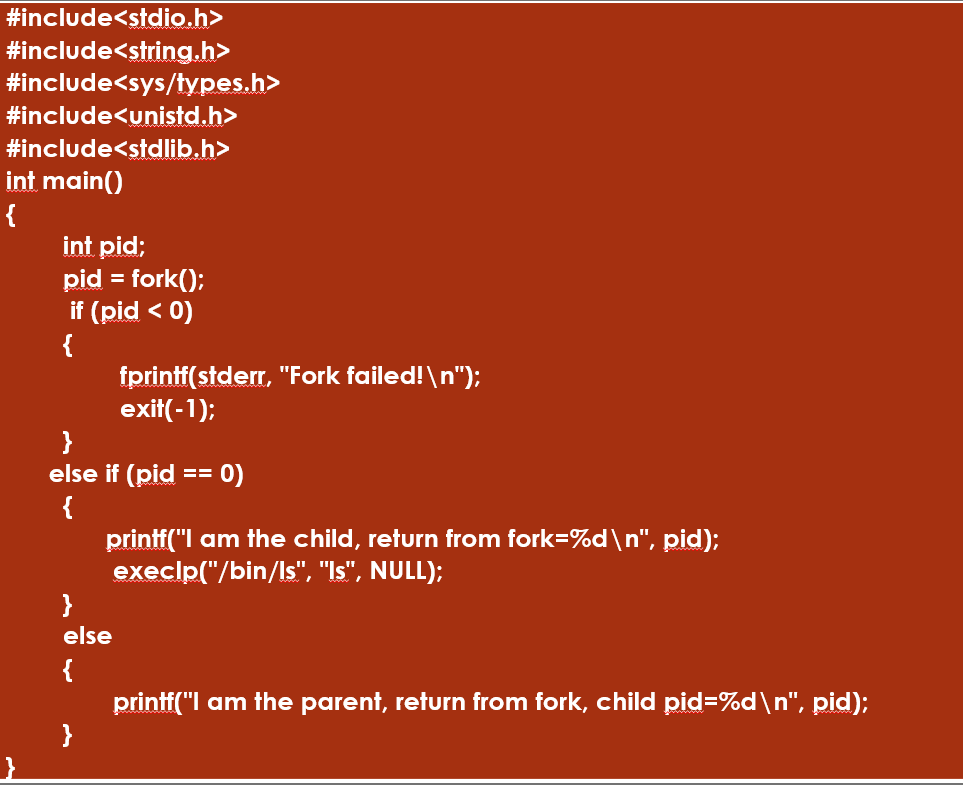 #include<stdio.h>
#include<string.h>
#include<sys/types.h>
#include<unistd.h>
#include<stdlib.h>
int main()
{
int pid;
pid = fork();
if (pid < 0)
{
fprintf(stderr, "Fork failed!\n");
exit(-1);
}
else if (pid == 0)
{
printf("I am the child, return from fork=%d\n", pid);
execlp("/bin/ls", "ls", NULL);
}
else
{
printf("I am the parent, return from fork, child pid=%d\n", pid);
}
}